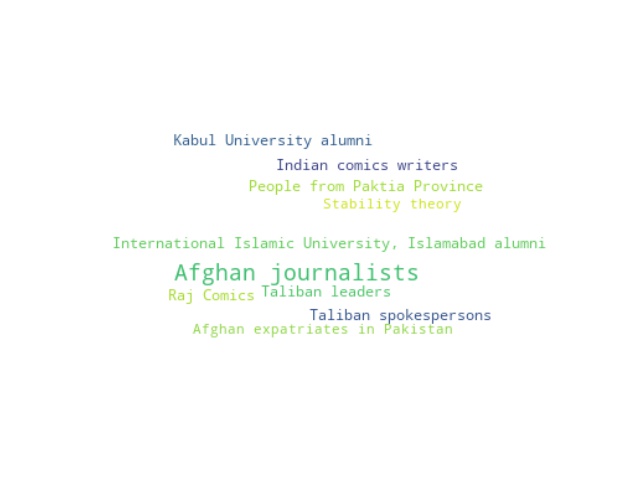 Kabul University alumni
Indian comics writers
People from Paktia Province
Stability theory
International Islamic University, Islamabad alumni
Afghan journalists
Raj Comics
Taliban leaders
Taliban spokespersons
Afghan expatriates in Pakistan